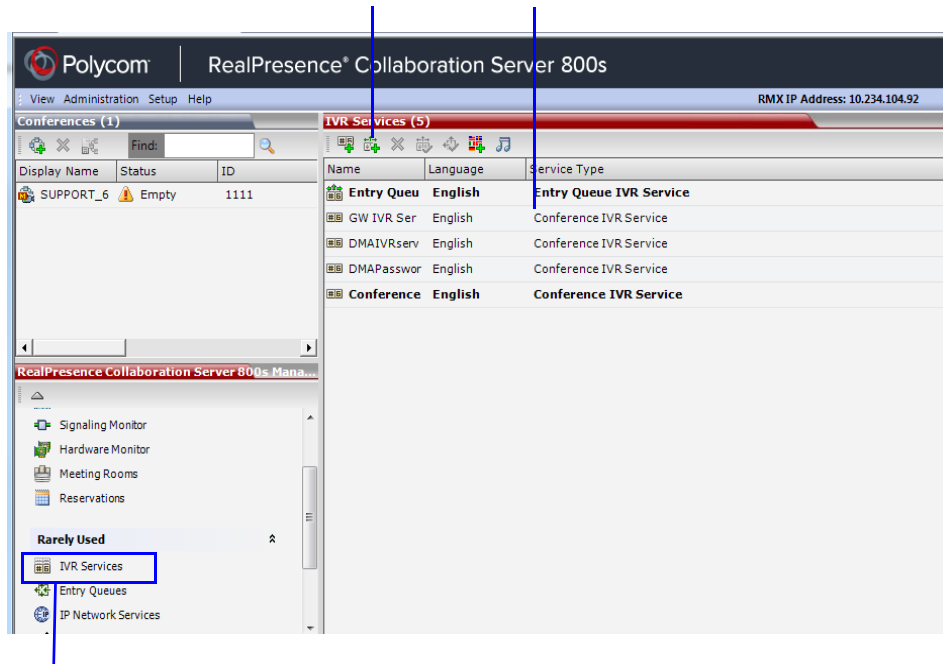 Polycom RealPresence® Collaboration Server 800s
View Administration Setup Help RMX IP Address: 10.234.104.92
Conferences (1)
Find:
Display Name Status ID
SUPPORT_6 Empty 1111
IVR Services (5)
Name Language Service Type
Entry Queu English Entry Queue IVR Service
GW IVR Ser English Conference IVR Service
DMAIVRserv English Conference IVR Service
DMAPasswor English Conference IVR Service
Conference English Conference IVR Service
RealPresence Collaboration Server 800s Mana...
Signaling Monitor
Hardware Monitor
Meeting Rooms
Reservations
Rarely Used
IVR Services
Entry Queues
IP Network Services